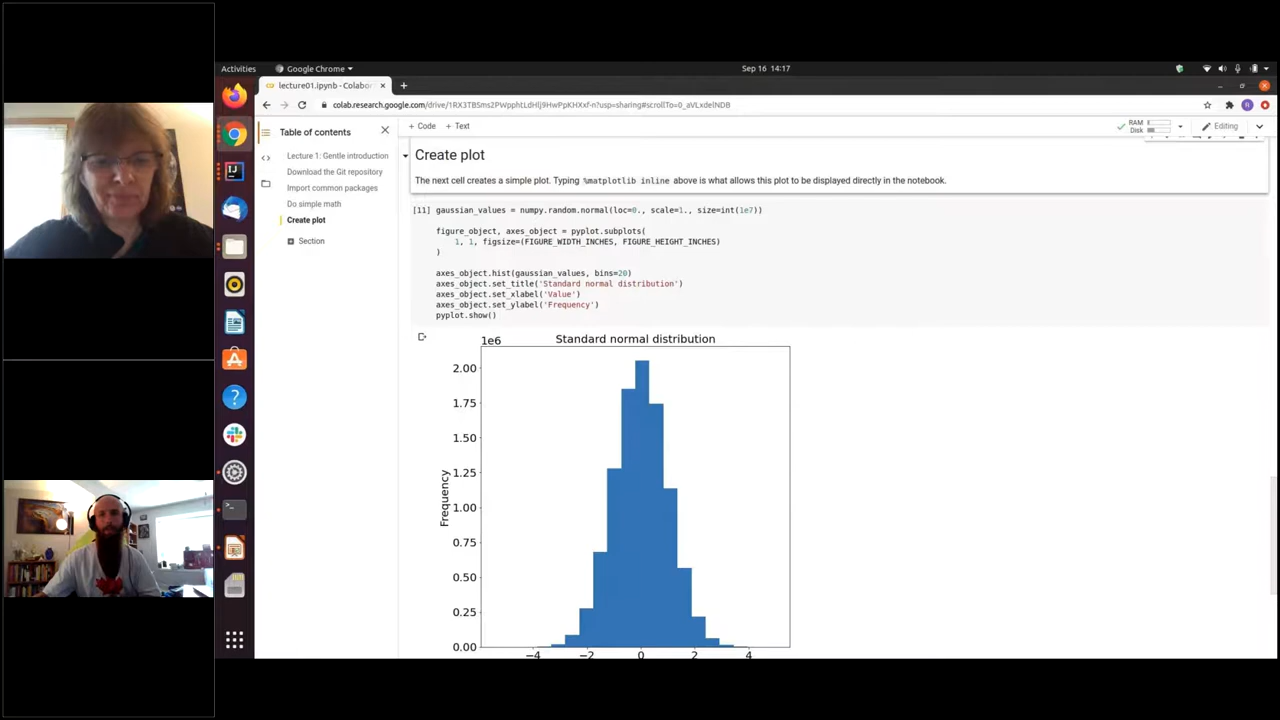 Activities
Google Chrome
Sep 16 14:17
lecture01.ipynb - Colabor
colab.research.google.com/drive/1RX3TBSms2PWpphtLdHlj9HwPpKHXxf-n?usp=sharing#scrollTo=0_aVLxdeINDB
Table of contents
+ Code + Text
RAM
Disk
Editing
Lecture 1: Gentle introduction
Download the Git repository
Import common packages
Do simple math
Create plot
Section
Create plot
The next cell creates a simple plot. Typing %matplotlib inline above is what allows this plot to be displayed directly in the notebook.
[11] gaussian_values = numpy.random.normal(loc=0., scale=1., size=int(1e7))
figure_object, axes_object = pyplot.subplots(
1, 1, figsize=(FIGURE_WIDTH_INCHES, FIGURE_HEIGHT_INCHES)
)
axes_object.hist(gaussian_values, bins=20)
axes_object.set_title('Standard normal distribution')
axes_object.set_xlabel('Value')
axes_object.set_ylabel('Frequency')
pyplot.show()
1e6
Standard normal distribution
2.00
1.75
1.50
1.25
1.00
0.75
0.50
0.25
0.00
Frequency
−4 −2 0 2 4